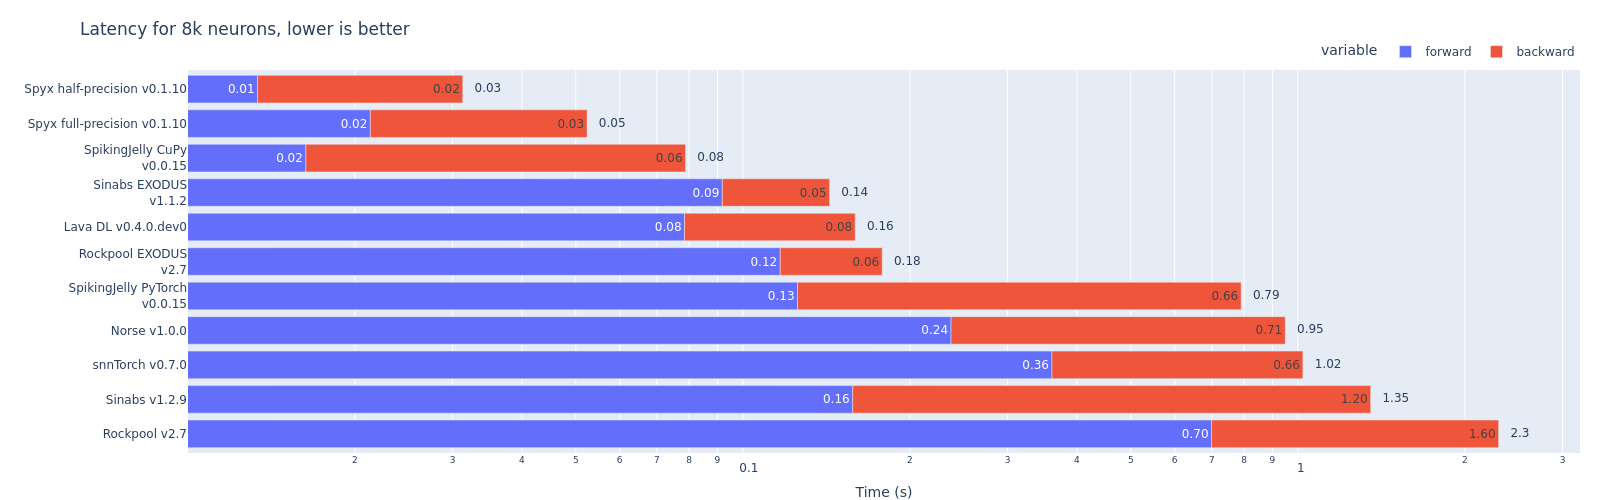 Latency for 8k neurons, lower is better
variable forward backward
Spyx half-precision v0.1.10 0.01 0.02 0.03
Spyx full-precision v0.1.10 0.02 0.03 0.05
SpikingJelly CuPy
v0.0.15 0.02 0.06 0.08
Sinabs EXODUS
v1.1.2 0.09 0.05 0.14
Lava DL v0.4.0.dev0 0.08 0.08 0.16
Rockpool EXODUS
v2.7 0.12 0.06 0.18
SpikingJelly PyTorch
v0.0.15 0.13 0.66 0.79
Norse v1.0.0 0.24 0.71 0.95
snnTorch v0.7.0 0.36 0.66 1.02
Sinabs v1.2.9 0.16 1.20 1.35
Rockpool v2.7 0.70 1.60 2.3
2 3 4 5 6 7 8 9 0.1 2 3 4 5 6 7 8 9 1 2 3
Time (s)